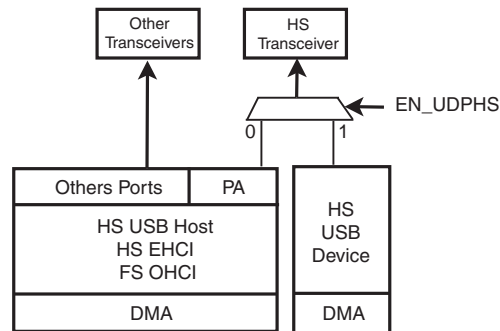 Other
Transceivers
HS
Transceiver
EN_UDPHS
0
1
Others Ports
PA
HS USB Host
HS EHCI
FS OHCI
DMA
HS
USB
Device
DMA